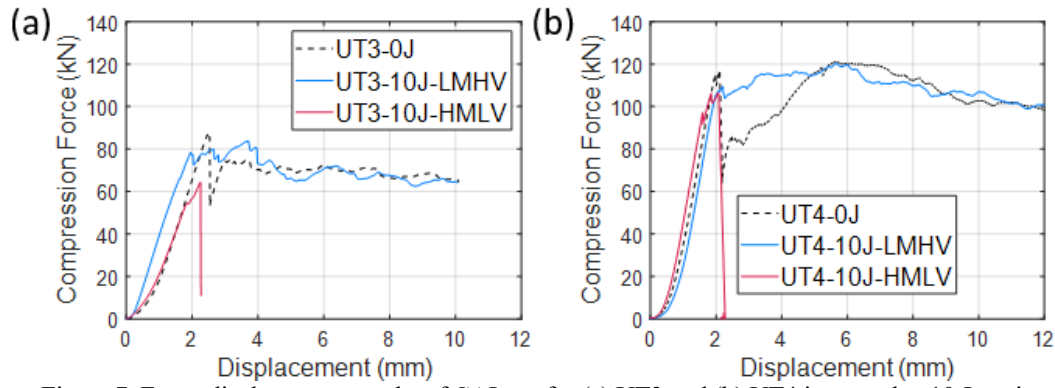 (a)
140
120
100
80
60
40
20
0
Compression Force (kN)
UT3-0J
UT3-10J-LMHV
UT3-10J-HMLV
0 2 4 6 8 10 12
Displacement (mm)
(b)
140
120
100
80
60
40
20
0
Compression Force (kN)
UT4-0J
UT4-10J-LMHV
UT4-10J-HMLV
0 2 4 6 8 10 12
Displacement (mm)